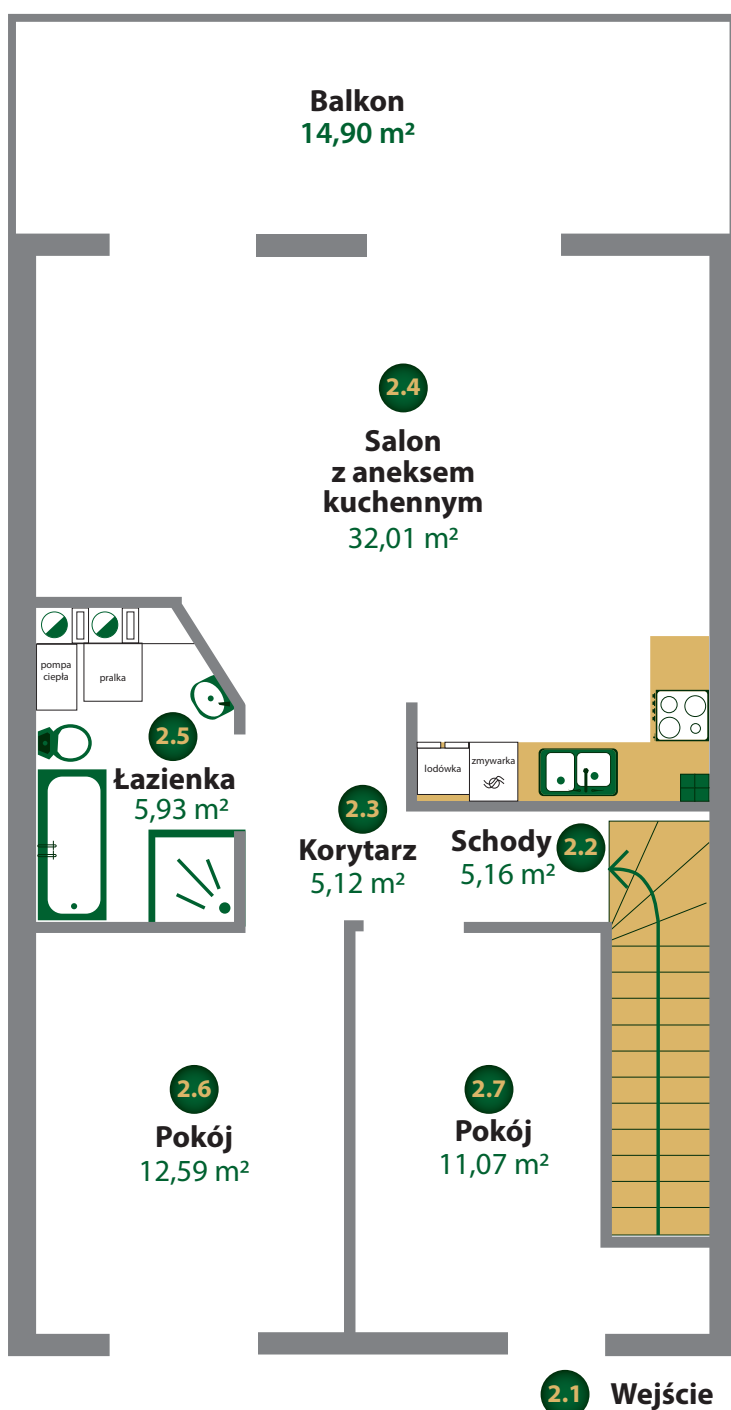 Balkon
14,90 m²
2.4
Salon
z aneksem
kuchennym
32,01 m²
pompa
ciepła
pralka
2.5
Łazienka
5,93 m²
lodówka
zmywarka
2.3
Korytarz
5,12 m²
Schody
2.2
5,16 m²
2.6
Pokój
12,59 m²
2.7
Pokój
11,07 m²
2.1 Wejście